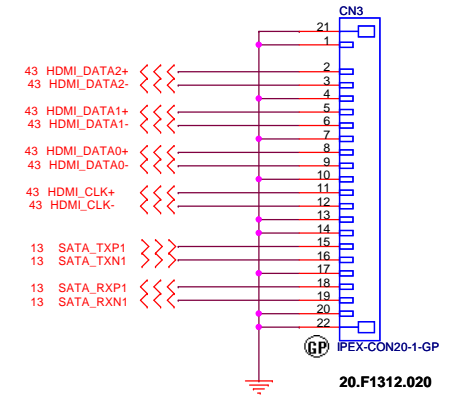 CN3
21
1
43 HDMI_DATA2+ 2
43 HDMI_DATA2- 3
4
43 HDMI_DATA1+ 5
43 HDMI_DATA1- 6
7
43 HDMI_DATA0+ 8
43 HDMI_DATA0- 9
10
43 HDMI_CLK+ 11
43 HDMI_CLK- 12
13
14
13 SATA_TXP1 15
13 SATA_TXN1 16
17
13 SATA_RXP1 18
13 SATA_RXN1 19
20
22
GP IPEX-CON20-1-GP
20.F1312.020